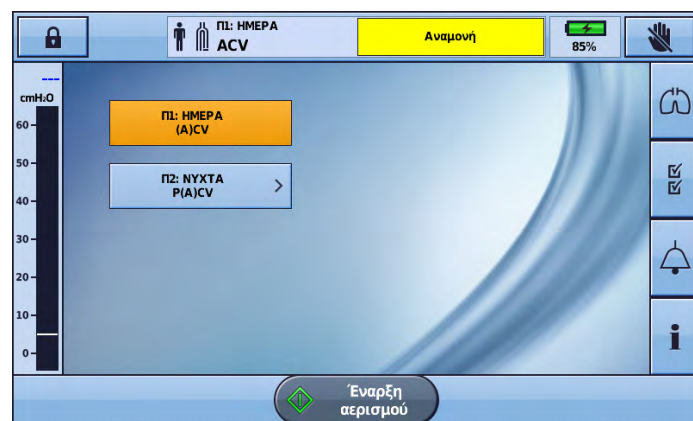 Π1: ΗΜΕΡΑ
ACV
Αναμονή
85%
---
cmH₂O
60
50
40
30
20
10
0
Π1: ΗΜΕΡΑ
(A)CV
Π2: ΝΥΧΤΑ
P(A)CV
Έναρξη
αερισμού